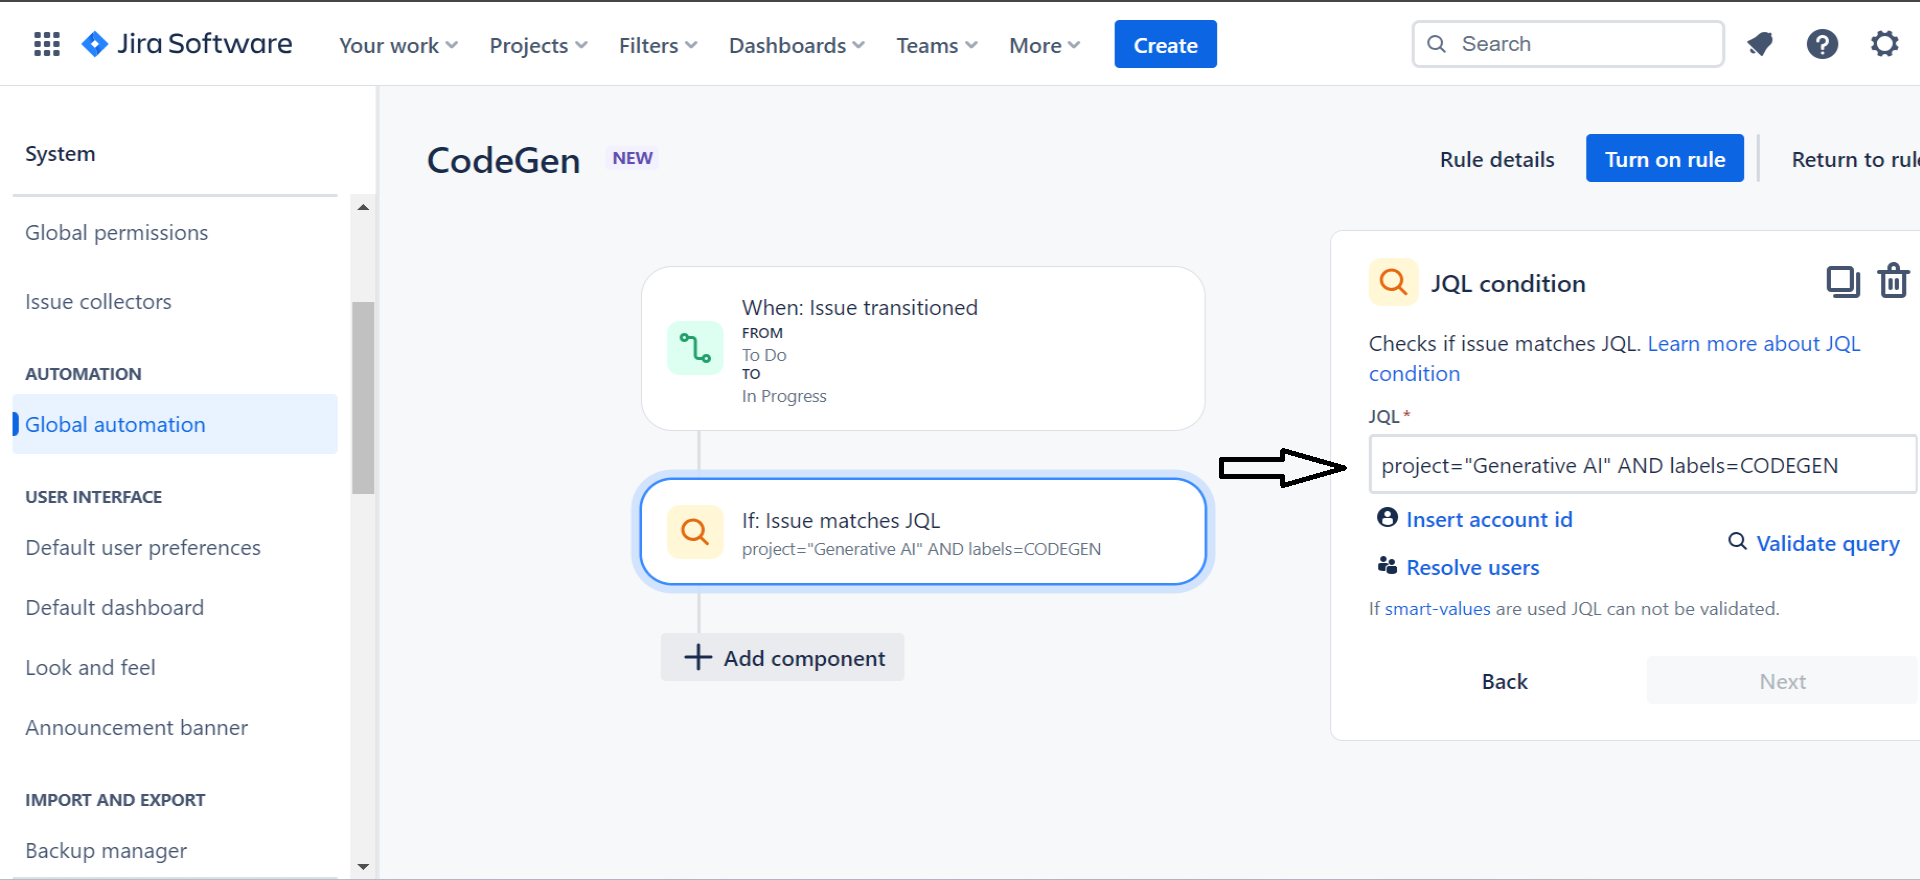 Jira Software
Your work
Projects
Filters
Dashboards
Teams
More
Create
Search
System
Global permissions
Issue collectors
AUTOMATION
Global automation
USER INTERFACE
Default user preferences
Default dashboard
Look and feel
Announcement banner
IMPORT AND EXPORT
Backup manager
CodeGen
NEW
Rule details
Turn on rule
Return to rul
When: Issue transitioned
FROM
To Do
TO
In Progress
If: Issue matches JQL
project="Generative AI" AND labels=CODEGEN
Add component
JQL condition
Checks if issue matches JQL. Learn more about JQL
condition
JQL*
project="Generative AI" AND labels=CODEGEN
Insert account id
Validate query
Resolve users
If smart-values are used JQL can not be validated.
Back
Next